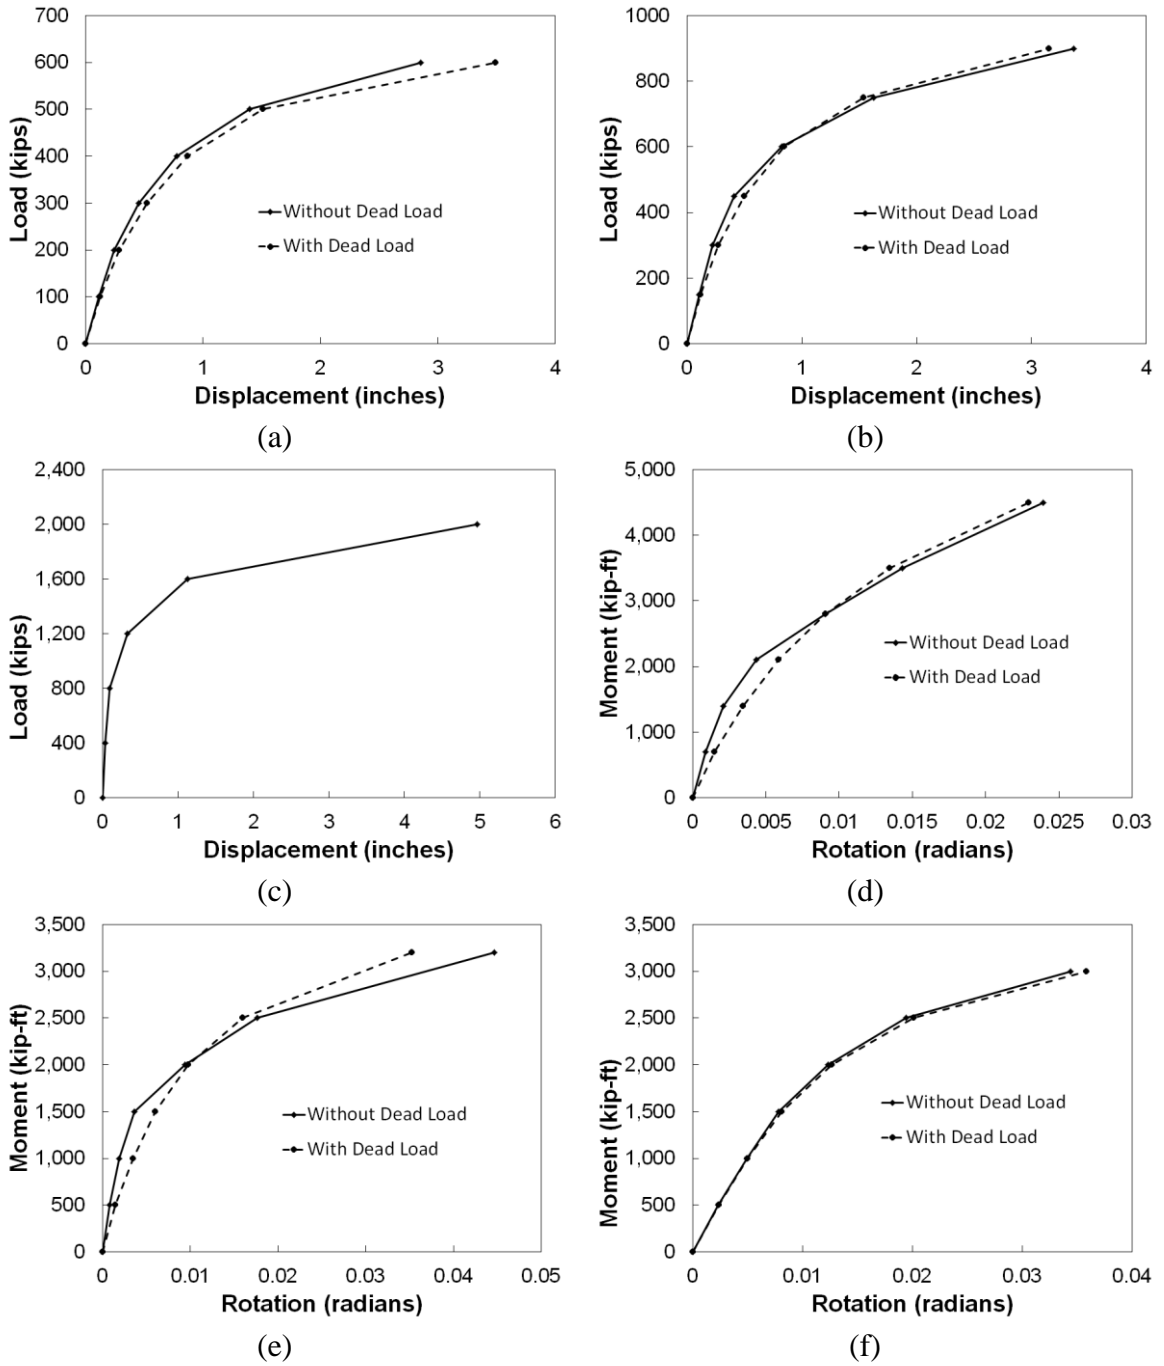 700
600
500
400
300
200
100
0
Load (kips)
Without Dead Load
With Dead Load
0 1 2 3 4
Displacement (inches)
(a)
1000
800
600
400
200
0
Load (kips)
Without Dead Load
With Dead Load
0 1 2 3 4
Displacement (inches)
(b)
2,400
2,000
1,600
1,200
800
400
0
Load (kips)
0 1 2 3 4 5 6
Displacement (inches)
(c)
5,000
4,000
3,000
2,000
1,000
0
Moment (kip-ft)
Without Dead Load
With Dead Load
0 0.005 0.01 0.015 0.02 0.025 0.03
Rotation (radians)
(d)
3,500
3,000
2,500
2,000
1,500
1,000
500
0
Moment (kip-ft)
Without Dead Load
With Dead Load
0 0.01 0.02 0.03 0.04 0.05
Rotation (radians)
(e)
3,500
3,000
2,500
2,000
1,500
1,000
500
0
Moment (kip-ft)
Without Dead Load
With Dead Load
0 0.01 0.02 0.03 0.04
Rotation (radians)
(f)